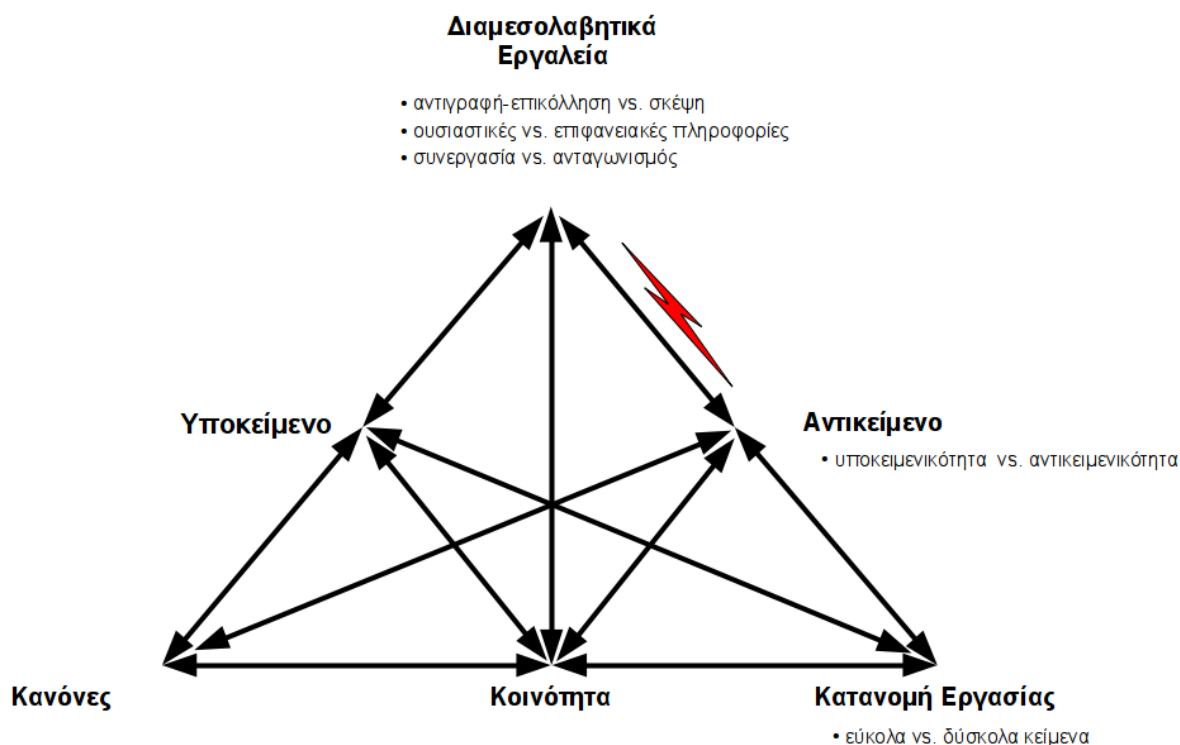 Διαμεσολαβητικά
Εργαλεία
• αντιγραφή-επικόλληση vs. σκέψη
• ουσιαστικές vs. επιφανειακές πληροφορίες
• συνεργασία vs. ανταγωνισμός
Υποκείμενο
Αντικείμενο
• υποκειμενικότητα vs. αντικειμενικότητα
Κανόνες
Κοινότητα
Κατανομή Εργασίας
• εύκολα vs. δύσκολα κείμενα